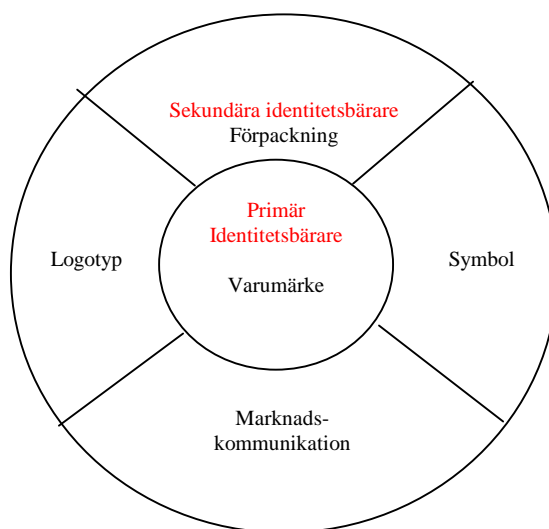 Sekundära identitetsbärare
Förpackning
Primär
Identitetsbärare
Logotyp
Symbol
Varumärke
Marknads-
kommunikation